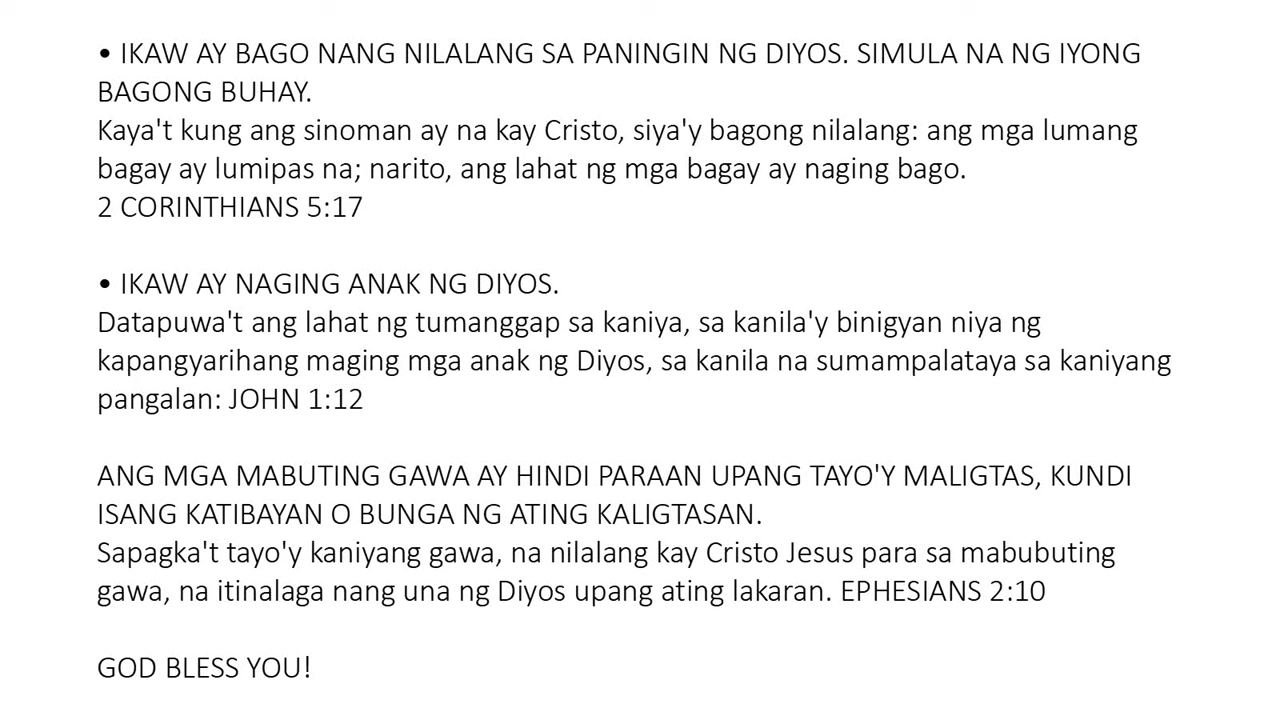 • IKAW AY BAGO NANG NILALANG SA PANINGIN NG DIYOS. SIMULA NA NG IYONG
BAGONG BUHAY.
Kaya't kung ang sinoman ay na kay Cristo, siya'y bagong nilalang: ang mga lumang
bagay ay lumipas na; narito, ang lahat ng mga bagay ay naging bago.
2 CORINTHIANS 5:17
• IKAW AY NAGING ANAK NG DIYOS.
Datapuwa't ang lahat ng tumanggap sa kaniya, sa kanila'y binigyan niya ng
kapangyarihang maging mga anak ng Diyos, sa kanila na sumampalataya sa kaniyang
pangalan: JOHN 1:12
ANG MGA MABUTING GAWA AY HINDI PARAAN UPANG TAYO'Y MALIGTAS, KUNDI
ISANG KATIBAYAN O BUNGA NG ATING KALIGTASAN.
Sapagka't tayo'y kaniyang gawa, na nilalang kay Cristo Jesus para sa mabubuting
gawa, na itinalaga nang una ng Diyos upang ating lakaran. EPHESIANS 2:10
GOD BLESS YOU!